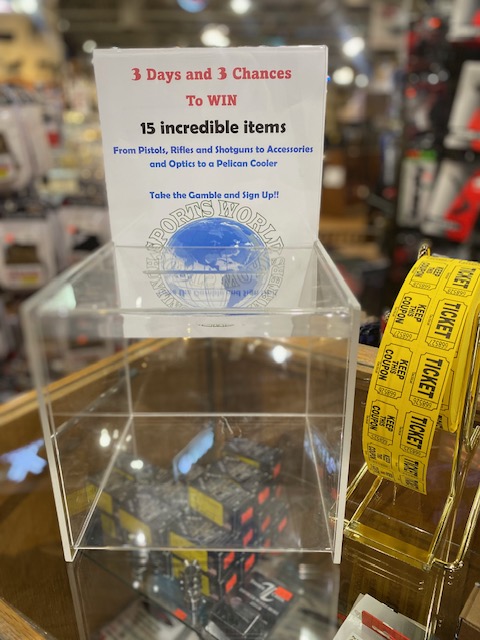 3 Days and 3 Chances
To WIN
15 incredible items
From Pistols, Rifles and Shotguns to Accessories
and Optics to a Pelican Cooler
Take the Gamble and Sign Up!!
SPORTS WORLD
TICKET
KEEP THIS COUPON
TICKET
KEEP THIS COUPON
TICKET
KEEP THIS COUPON
TICKET